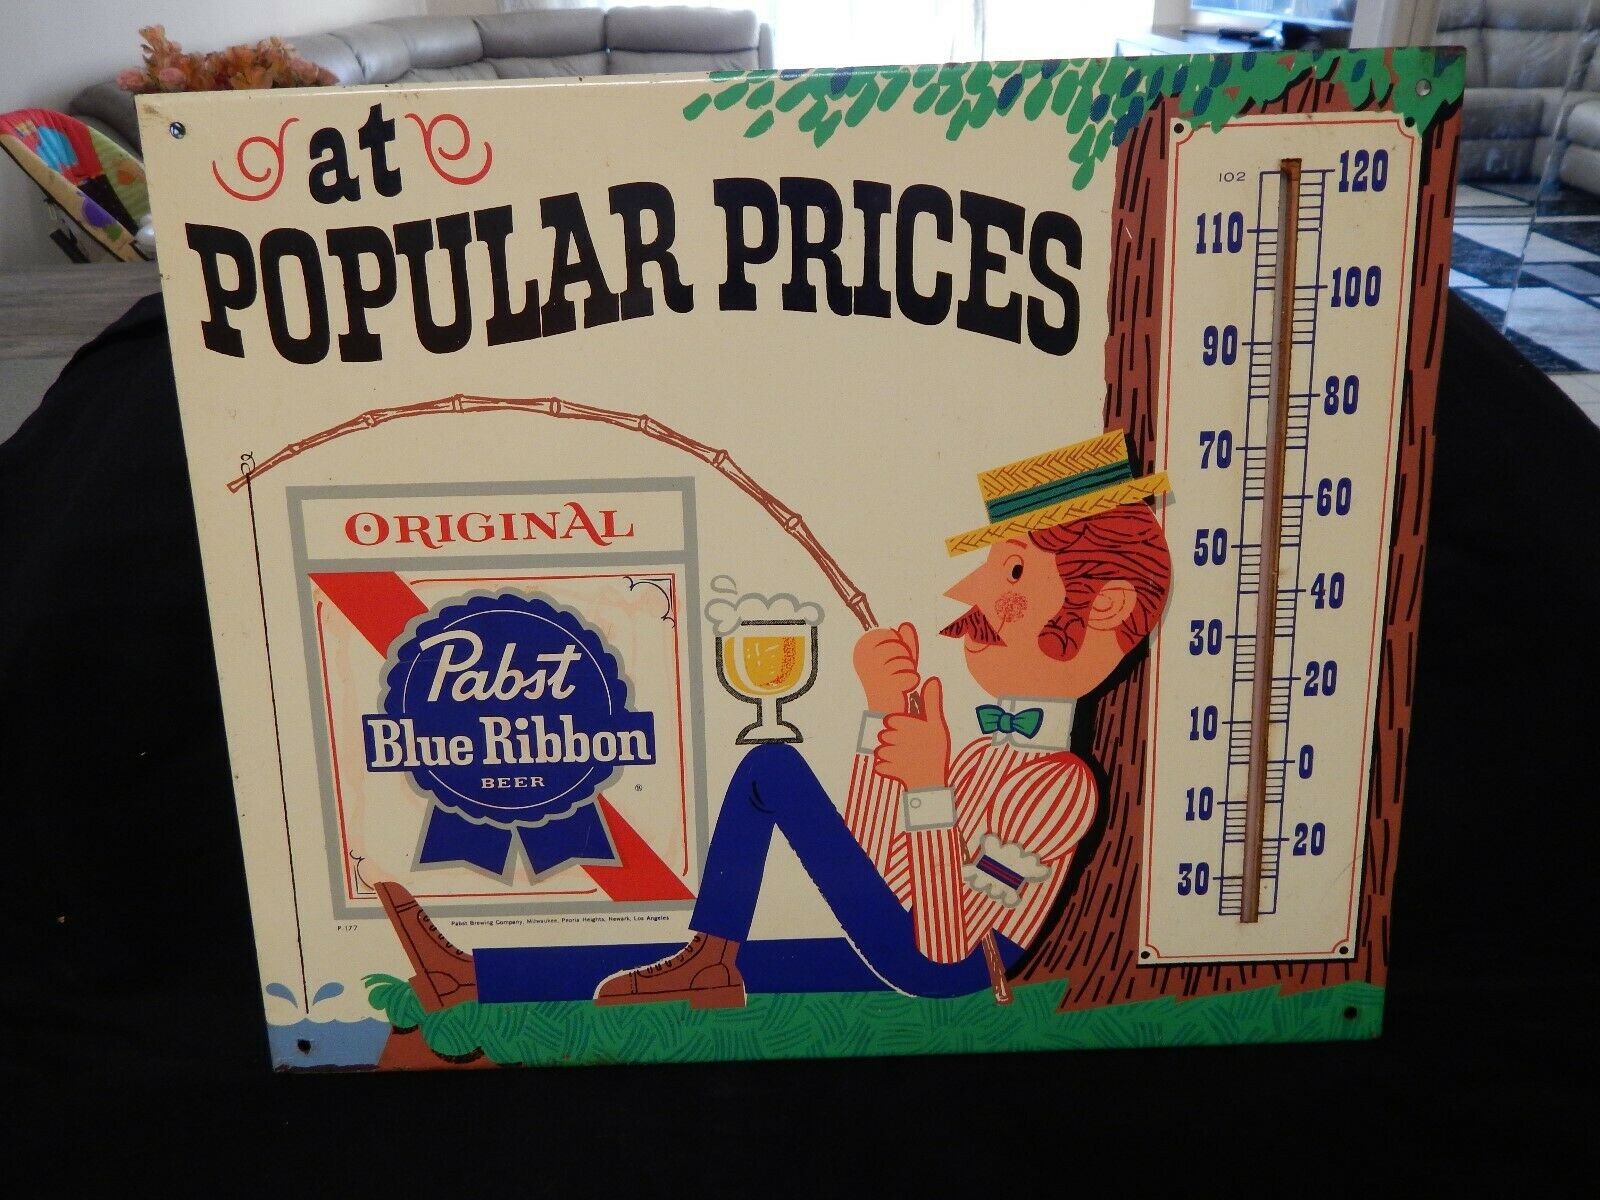 at
POPULAR PRICES
ORIGINAL
Pabst
Blue Ribbon
BEER
®
Pabst Brewing Company, Milwaukee, Peoria Heights, Newark, Los Angeles
P-177
102
120
110
100
90
80
70
60
50
40
30
20
10
0
10
20
30